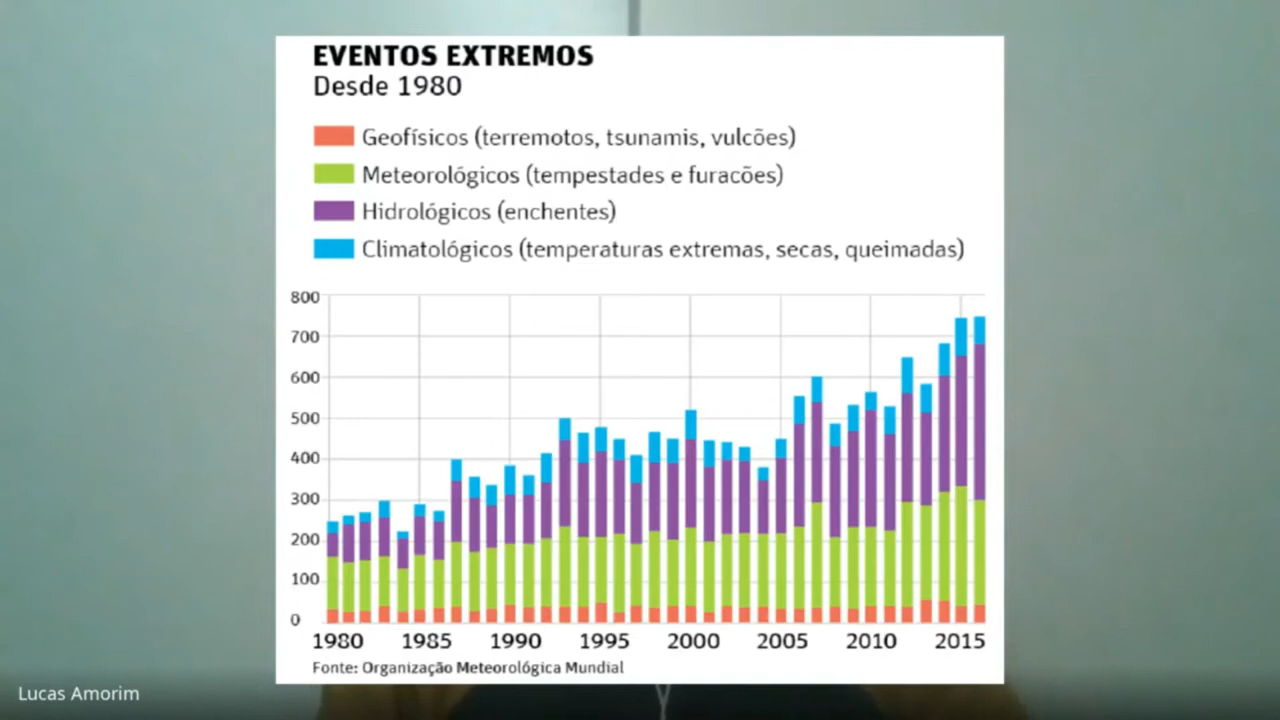 EVENTOS EXTREMOS
Desde 1980
Geofísicos (terremotos, tsunamis, vulcões)
Meteorológicos (tempestades e furacões)
Hidrológicos (enchentes)
Climatológicos (temperaturas extremas, secas, queimadas)
800
700
600
500
400
300
200
100
0
1980 1985 1990 1995 2000 2005 2010 2015
Fonte: Organização Meteorológica Mundial
Lucas Amorim